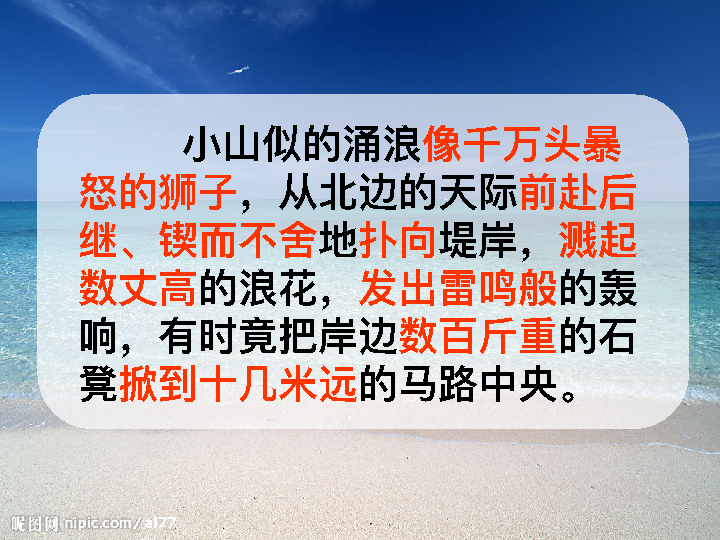 小山似的涌浪像千万头暴
怒的狮子，从北边的天际前赴后
继、锲而不舍地扑向堤岸，溅起
数丈高的浪花，发出雷鸣般的轰
响，有时竟把岸边数百斤重的石
凳掀到十几米远的马路中央。
昵图网 nipic.com/al77